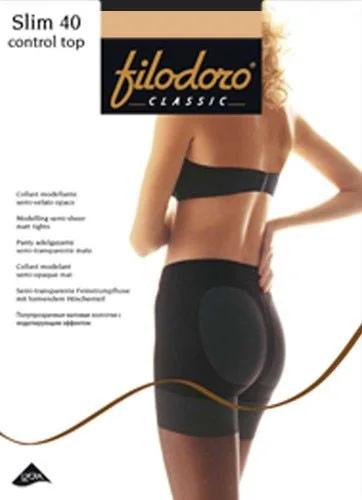 Slim 40
control top
filodoro®
CLASSIC
Collant modellante
semi-velato opaco
Modelling semi-sheer
matt tights
Panty adelgazante
semi-transparente mate
Collant modelant
semi-opaque mat
Semi-transparente Feinstrumpfhose
mit formendem Höschenteil
Полупрозрачные матовые колготки с
моделирующим эффектом
LYCRA